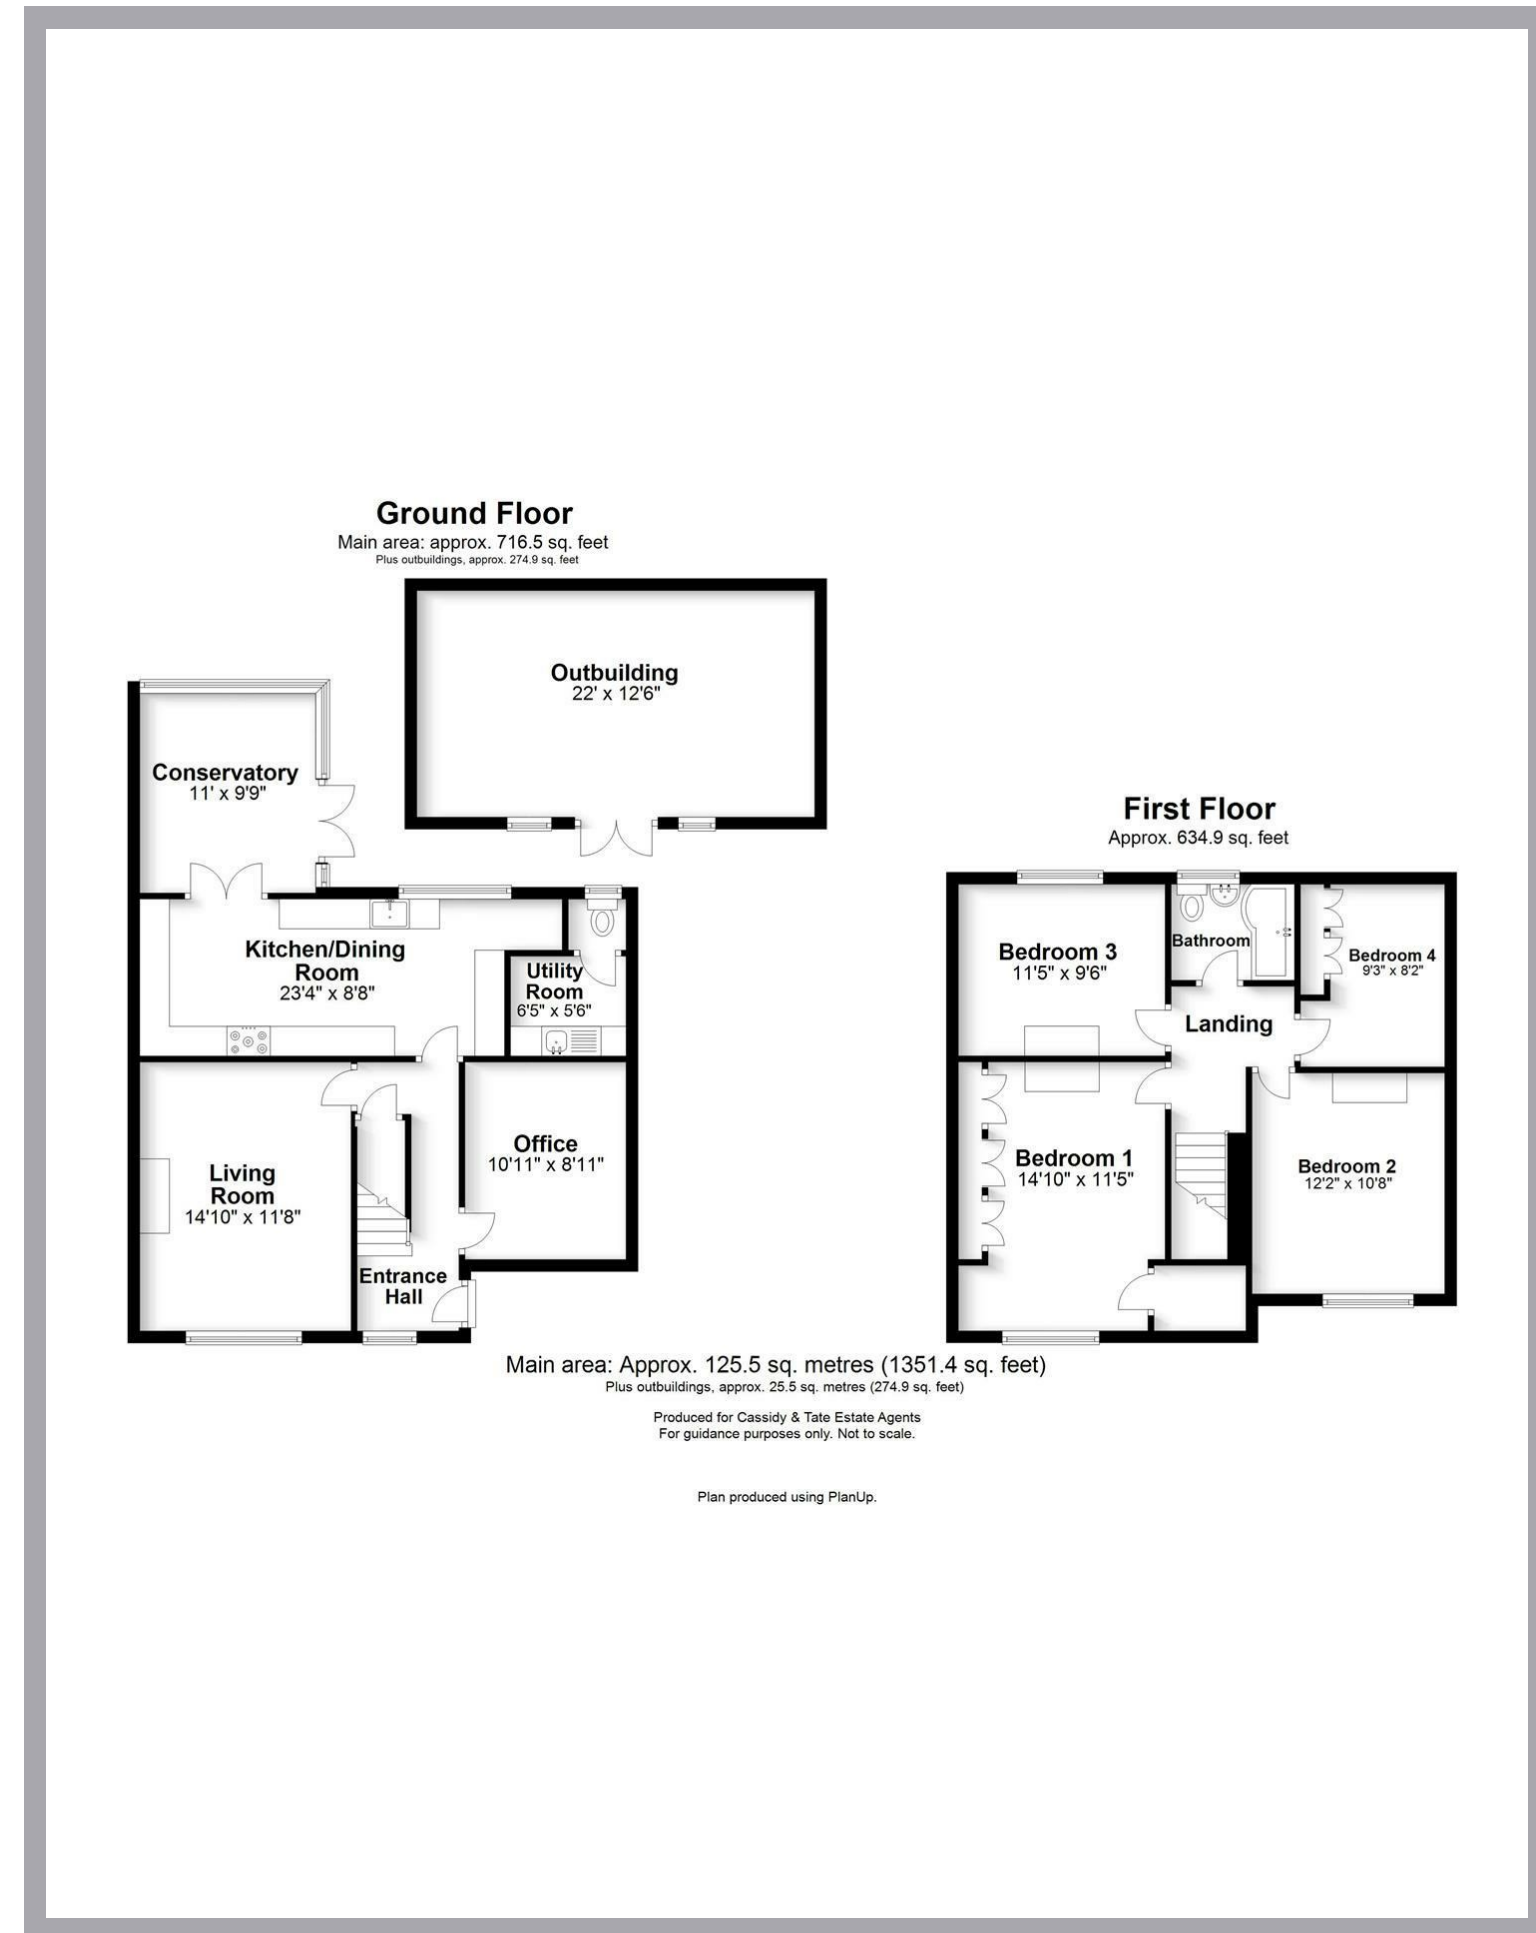 Ground Floor
Main area: approx. 716.5 sq. feet
Plus outbuildings, approx. 274.9 sq. feet
Outbuilding
22' x 12'6"
Conservatory
11' x 9'9"
Kitchen/Dining
Room
23'4" x 8'8"
Utility
Room
6'5" x 5'6"
Living
Room
14'10" x 11'8"
Office
10'11" x 8'11"
Entrance
Hall
First Floor
Approx. 634.9 sq. feet
Bedroom 3
11'5" x 9'6"
Bathroom
Bedroom 4
9'3" x 8'2"
Landing
Bedroom 1
14'10" x 11'5"
Bedroom 2
12'2" x 10'8"
Main area: Approx. 125.5 sq. metres (1351.4 sq. feet)
Plus outbuildings, approx. 25.5 sq. metres (274.9 sq. feet)
Produced for Cassidy & Tate Estate Agents
For guidance purposes only. Not to scale.
Plan produced using PlanUp.